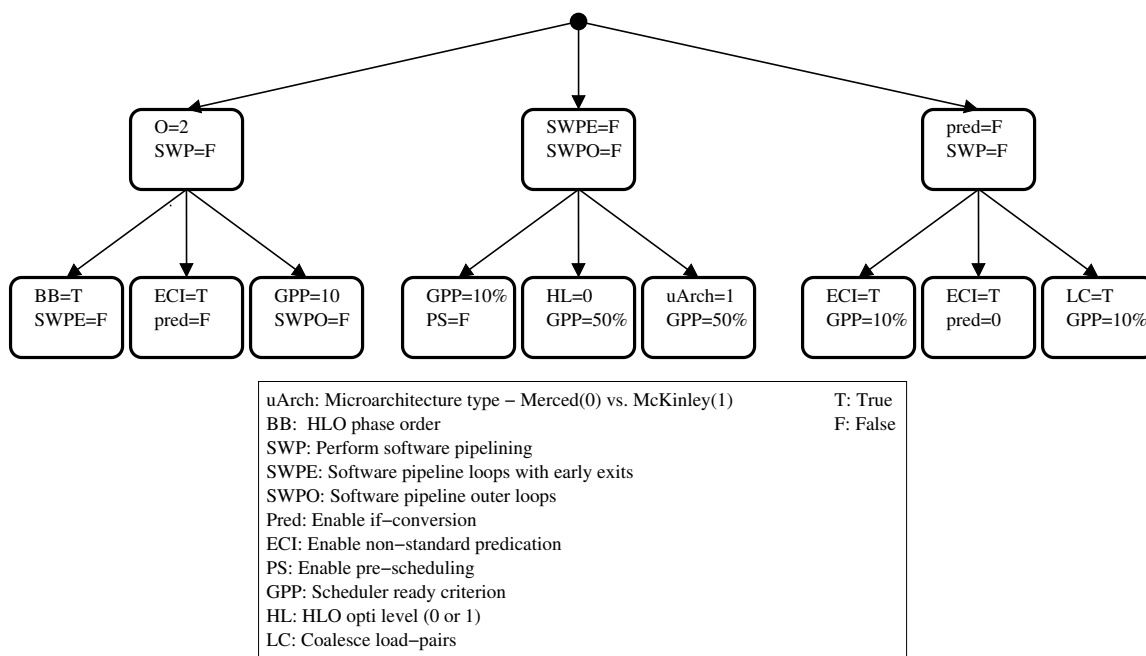 O=2
SWP=F
SWPE=F
SWPO=F
pred=F
SWP=F
BB=T
SWPE=F
ECI=T
pred=F
GPP=10
SWPO=F
GPP=10%
PS=F
HL=0
GPP=50%
uArch=1
GPP=50%
ECI=T
GPP=10%
ECI=T
pred=0
LC=T
GPP=10%
uArch: Microarchitecture type − Merced(0) vs. McKinley(1)
T: True
BB: HLO phase order
F: False
SWP: Perform software pipelining
SWPE: Software pipeline loops with early exits
SWPO: Software pipeline outer loops
Pred: Enable if−conversion
ECI: Enable non−standard predication
PS: Enable pre−scheduling
GPP: Scheduler ready criterion
HL: HLO opti level (0 or 1)
LC: Coalesce load−pairs